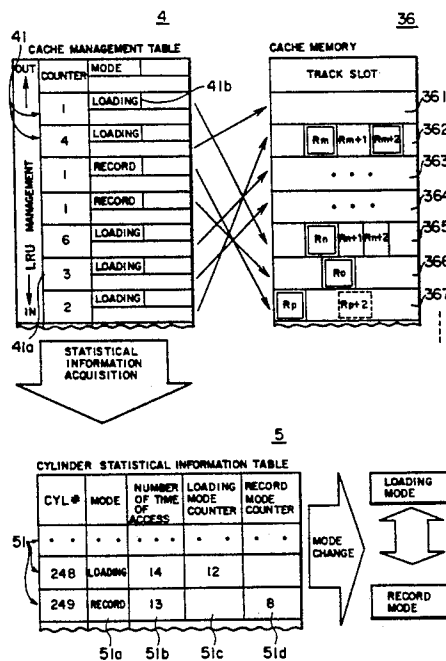 4
36
41
CACHE MANAGEMENT TABLE
CACHE MEMORY
OUT
COUNTER
MODE
41b
TRACK SLOT
1
LOADING
361
4
LOADING
Rm
Rm+1
Rm+2
362
1
RECORD
• • •
363
1
RECORD
• • •
364
6
LOADING
Rn
Rn+1
Rn+2
365
3
LOADING
Ro
366
2
LOADING
Rp
Rp+2
367
LRU MANAGEMENT
IN
41a
STATISTICAL
INFORMATION
ACQUISITION
5
CYLINDER STATISTICAL INFORMATION TABLE
CYL#
MODE
NUMBER
OF TIME
OF
ACCESS
LOADING
MODE
COUNTER
RECORD
MODE
COUNTER
LOADING
MODE
MODE
CHANGE
RECORD
MODE
51
• • • • • • • • • •
248 LOADING 14 12
249 RECORD 13 8
51a 51b 51c 51d